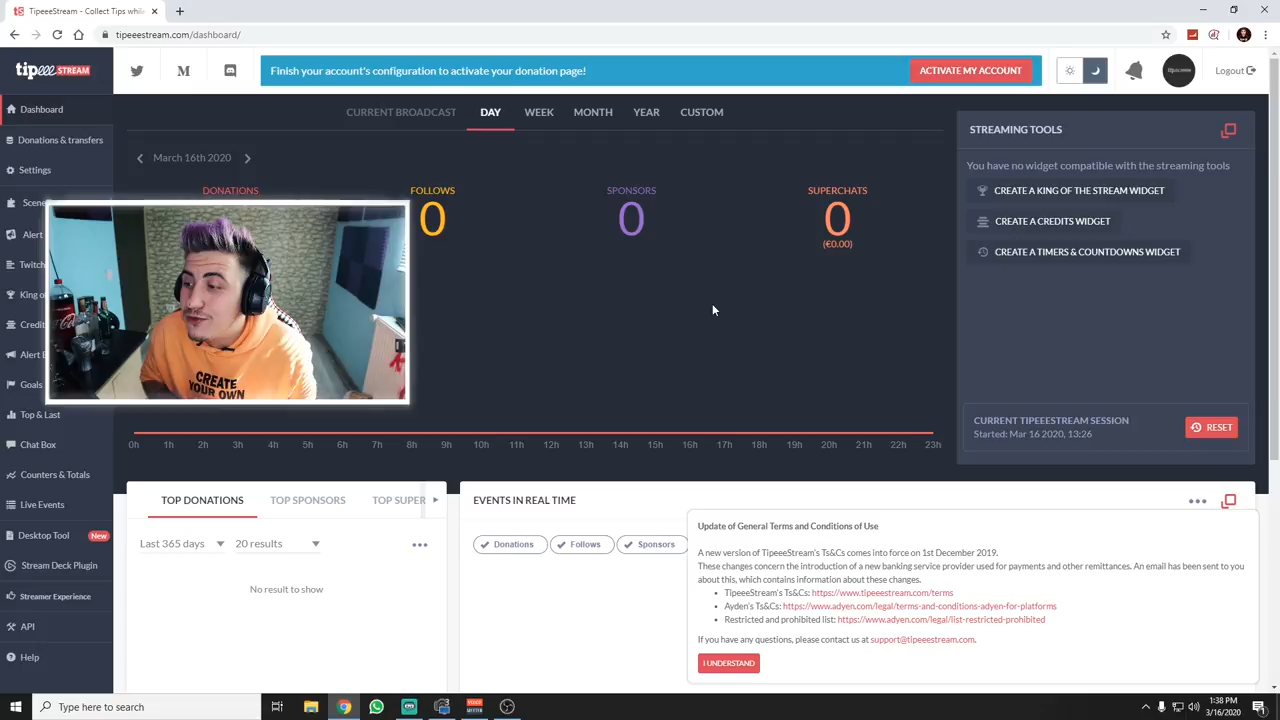 TipeeeStream - Collect Tips whil
tipeeestream.com/dashboard/
tipeee.STREAM
Finish your account's configuration to activate your donation page!
ACTIVATE MY ACCOUNT
Logout
Dashboard
Donations & transfers
Settings
Scene
Alert
Twitch
King o
Credit
Alert B
Goals
Top & Last
Chat Box
Counters & Totals
Live Events
Desktop Tool
New
Stream Deck Plugin
Streamer Experience
API
Help
CURRENT BROADCAST
DAY
WEEK
MONTH
YEAR
CUSTOM
March 16th 2020
DONATIONS
FOLLOWS
SPONSORS
SUPERCHATS
0
0
0
(€0.00)
CREATE
YOUR OWN
0h 1h 2h 3h 4h 5h 6h 7h 8h 9h 10h 11h 12h 13h 14h 15h 16h 17h 18h 19h 20h 21h 22h 23h
STREAMING TOOLS
You have no widget compatible with the streaming tools
CREATE A KING OF THE STREAM WIDGET
CREATE A CREDITS WIDGET
CREATE A TIMERS & COUNTDOWNS WIDGET
CURRENT TIPEEESTREAM SESSION
Started: Mar 16 2020, 13:26
RESET
TOP DONATIONS
TOP SPONSORS
TOP SUPER
Last 365 days
20 results
No result to show
EVENTS IN REAL TIME
Donations
Follows
Sponsors
Update of General Terms and Conditions of Use
A new version of TipeeeStream's Ts&Cs comes into force on 1st December 2019.
These changes concern the introduction of a new banking service provider used for payments and other remittances. An email has been sent to you
about this, which contains information about these changes.
TipeeeStream's Ts&Cs: https://www.tipeeestream.com/terms
Ayden's Ts&Cs: https://www.adyen.com/legal/terms-and-conditions-adyen-for-platforms
Restricted and prohibited list: https://www.adyen.com/legal/list-restricted-prohibited
If you have any questions, please contact us at support@tipeeestream.com.
I UNDERSTAND
Type here to search
VOICE
MEETER
1:38 PM
3/16/2020